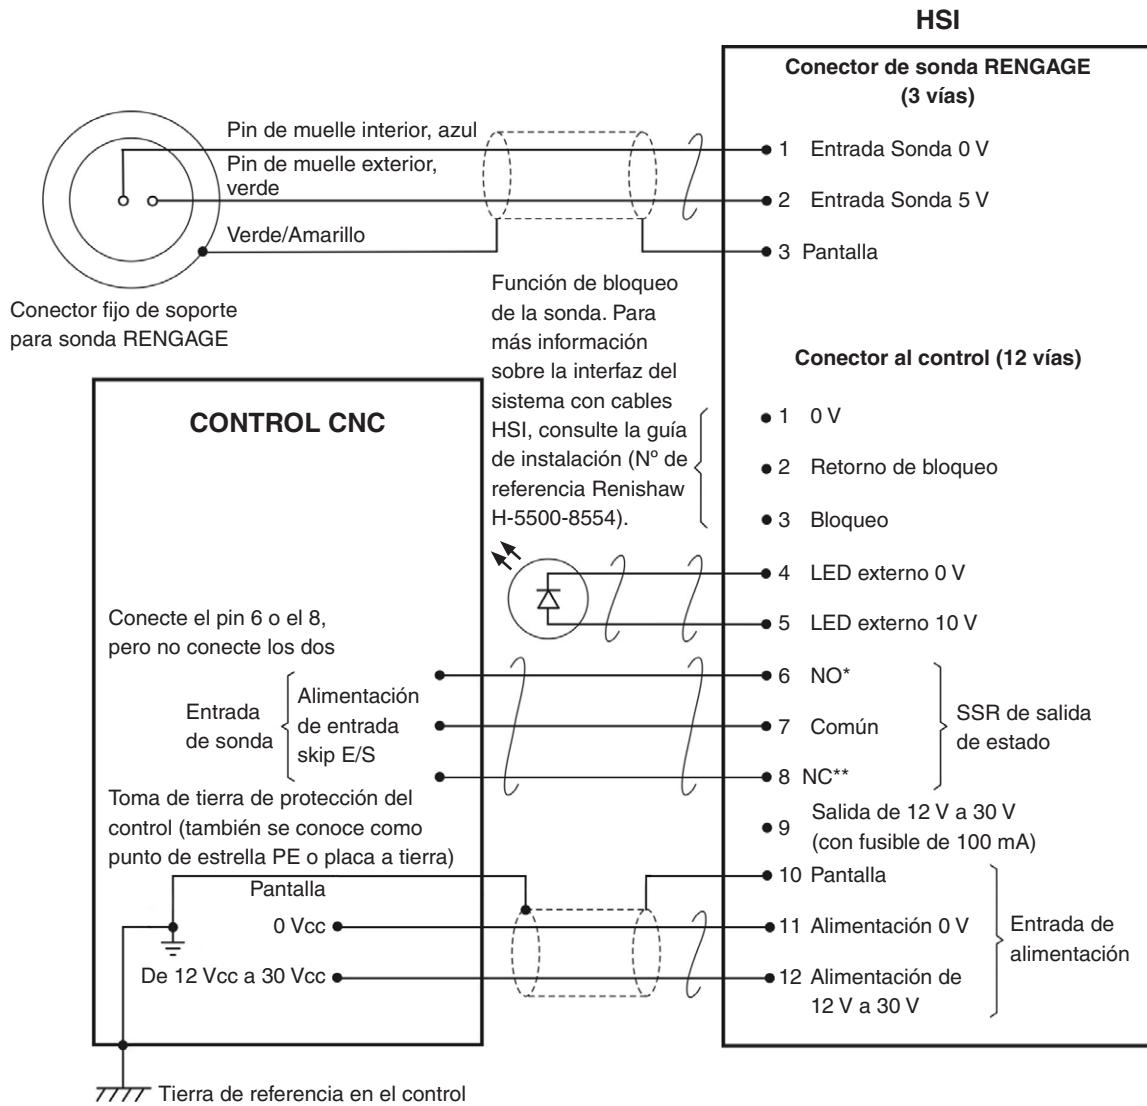 HSI
Conector de sonda RENGAGE
(3 vías)
Pin de muelle interior, azul
1 Entrada Sonda 0 V
Pin de muelle exterior,
verde
2 Entrada Sonda 5 V
Verde/Amarillo
3 Pantalla
Conector fijo de soporte
para sonda RENGAGE
Función de bloqueo
de la sonda. Para
más información
sobre la interfaz del
sistema con cables
HSI, consulte la guía
de instalación (Nº de
referencia Renishaw
H-5500-8554).
Conector al control (12 vías)
CONTROL CNC
1 0 V
2 Retorno de bloqueo
3 Bloqueo
4 LED externo 0 V
5 LED externo 10 V
Conecte el pin 6 o el 8,
pero no conecte los dos
Entrada
de sonda
Alimentación
de entrada
skip E/S
6 NO*
7 Común
8 NC**
SSR de salida
de estado
Toma de tierra de protección del
control (también se conoce como
punto de estrella PE o placa a tierra)
9 Salida de 12 V a 30 V
(con fusible de 100 mA)
Pantalla
10 Pantalla
0 Vcc
11 Alimentación 0 V
De 12 Vcc a 30 Vcc
12 Alimentación de
12 V a 30 V
Entrada de
alimentación
Tierra de referencia en el control